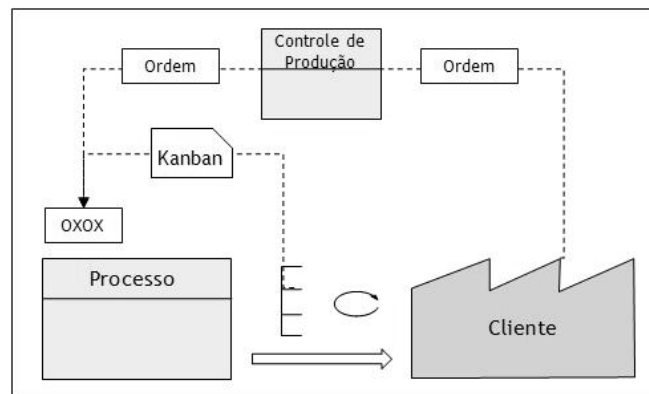 Controle de
Produção
Ordem
Ordem
Kanban
OXOX
Processo
Cliente